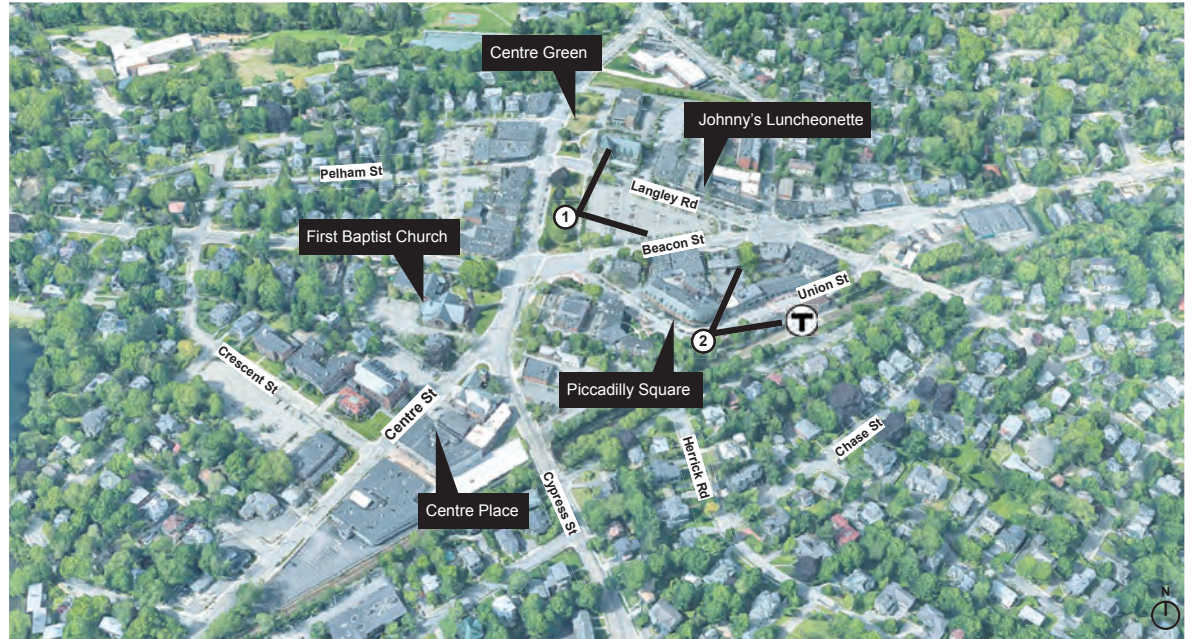 Centre Green
Johnny's Luncheonette
Pelham St
Langley Rd
1
First Baptist Church
Beacon St
Union St
T
2
Piccadilly Square
Crescent St
Centre St
Chase St
Herrick Rd
Cypress St
Centre Place
N